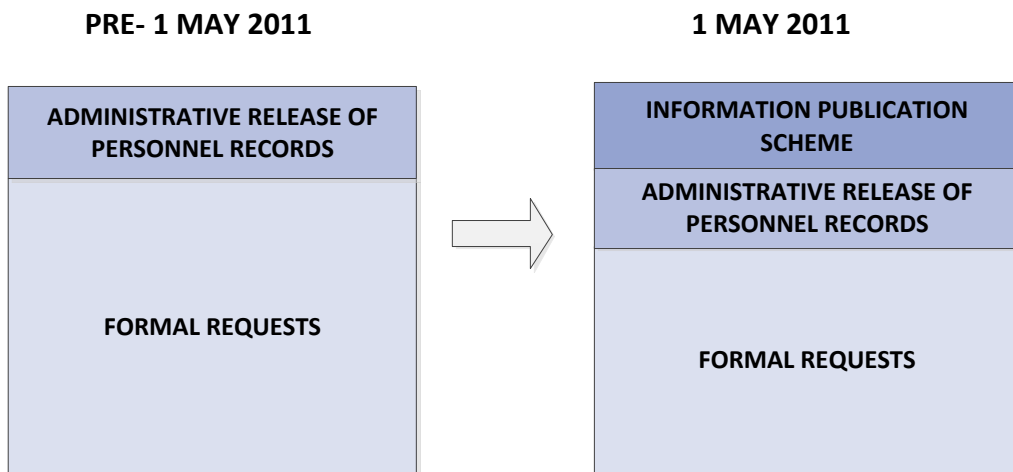 PRE- 1 MAY 2011
ADMINISTRATIVE RELEASE OF
PERSONNEL RECORDS
FORMAL REQUESTS
1 MAY 2011
INFORMATION PUBLICATION
SCHEME
ADMINISTRATIVE RELEASE OF
PERSONNEL RECORDS
FORMAL REQUESTS